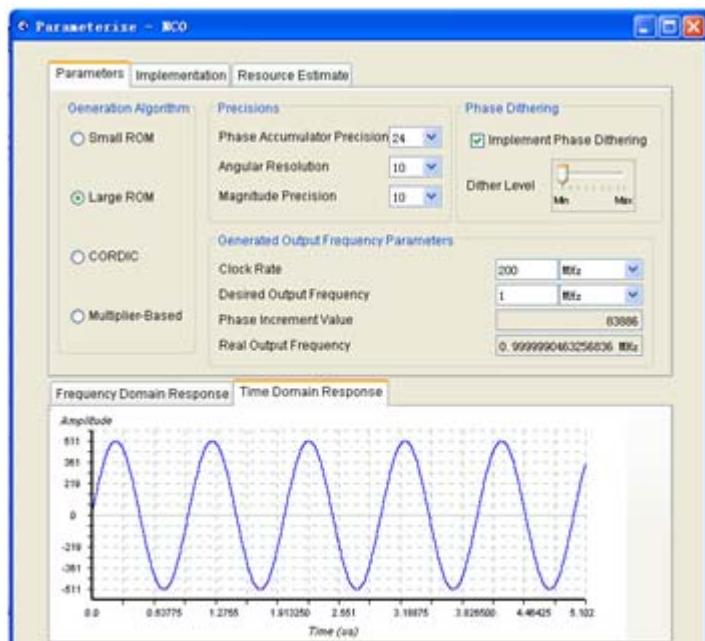 Parameterize - NCO
Parameters Implementation Resource Estimate
Generation Algorithm
Small ROM
Large ROM
CORDIC
Multiplier-Based
Precisions
Phase Accumulator Precision 24
Angular Resolution 10
Magnitude Precision 10
Phase Dithering
Implement Phase Dithering
Dither Level
Min Max
Generated Output Frequency Parameters
Clock Rate 200 MHz
Desired Output Frequency 1 MHz
Phase Increment Value 83886
Real Output Frequency 0.9999990463256836 MHz
Frequency Domain Response Time Domain Response
Amplitude
511
361
219
0
-219
-361
-511
0.0 0.63775 1.2755 1.913250 2.551 3.18875 3.826500 4.46425 5.102
Time (us)